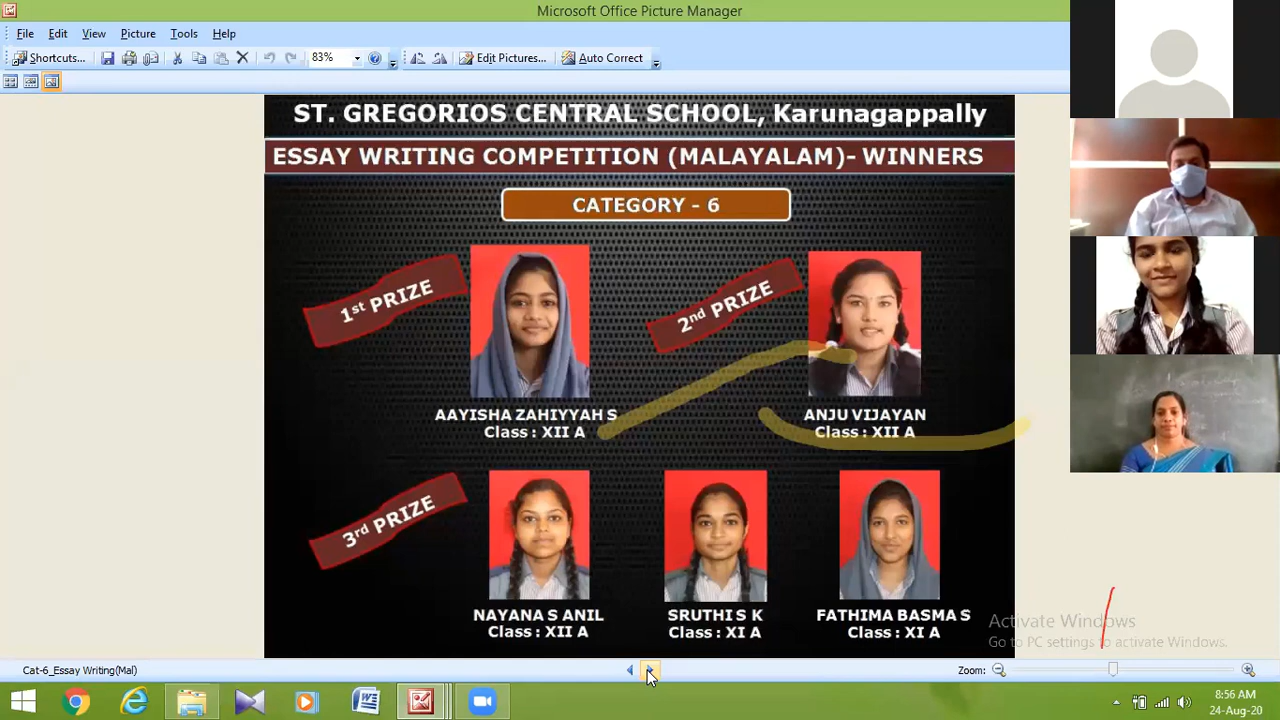 Microsoft Office Picture Manager
File Edit View Picture Tools Help
Shortcuts... 83% Edit Pictures... Auto Correct
ST. GREGORIOS CENTRAL SCHOOL, Karunagappally
ESSAY WRITING COMPETITION (MALAYALAM)- WINNERS
CATEGORY - 6
1st PRIZE
2nd PRIZE
AAYISHA ZAHIYYAH S
Class : XII A
ANJU VIJAYAN
Class : XII A
3rd PRIZE
NAYANA S ANIL
Class : XII A
SRUTHI S K
Class : XI A
FATHIMA BASMA S
Class : XI A
Activate Windows
Go to PC settings to activate Windows.
Cat-6_Essay Writing(Mal)
Zoom:
8:56 AM
24-Aug-20